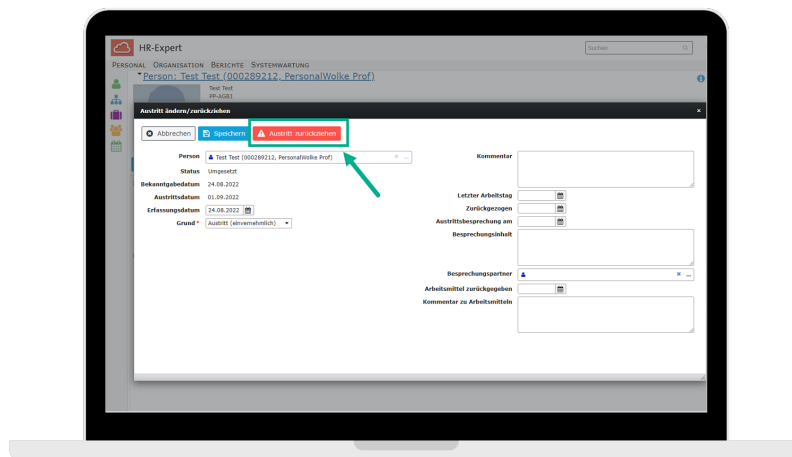 HR-Expert
Suchen
PERSONAL ORGANISATION BERICHTE SYSTEMWARTUNG
Person: Test Test (000289212, PersonalWolke Prof)
Test Test
PP-AGB1
Austritt ändern/zurückziehen
Abbrechen Speichern Austritt zurückziehen
Person Test Test (000289212, PersonalWolke Prof)
Status Umgesetzt
Bekanntgabedatum 24.08.2022
Austrittsdatum 01.09.2022
Erfassungsdatum 24.08.2022
Grund * Austritt (einvernehmlich)
Kommentar
Letzter Arbeitstag
Zurückgezogen
Austrittsbesprechung am
Besprechungsinhalt
Besprechungspartner
Arbeitsmittel zurückgegeben
Kommentar zu Arbeitsmitteln